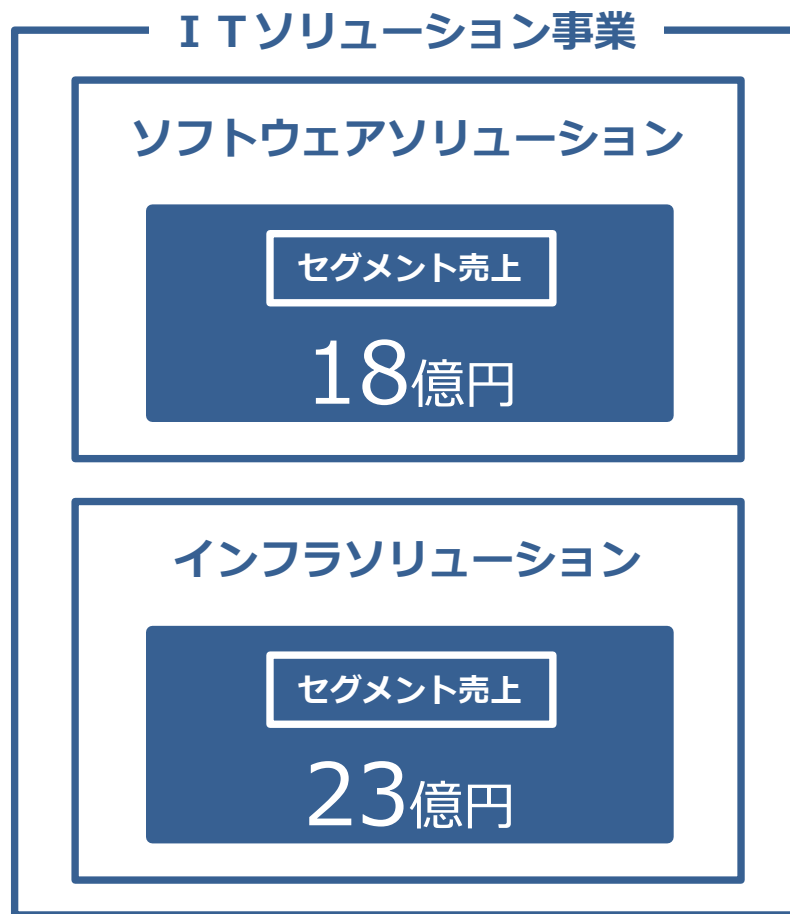 ＩＴソリューション事業
ソフトウェアソリューション
セグメント売上
18億円
インフラソリューション
セグメント売上
23億円